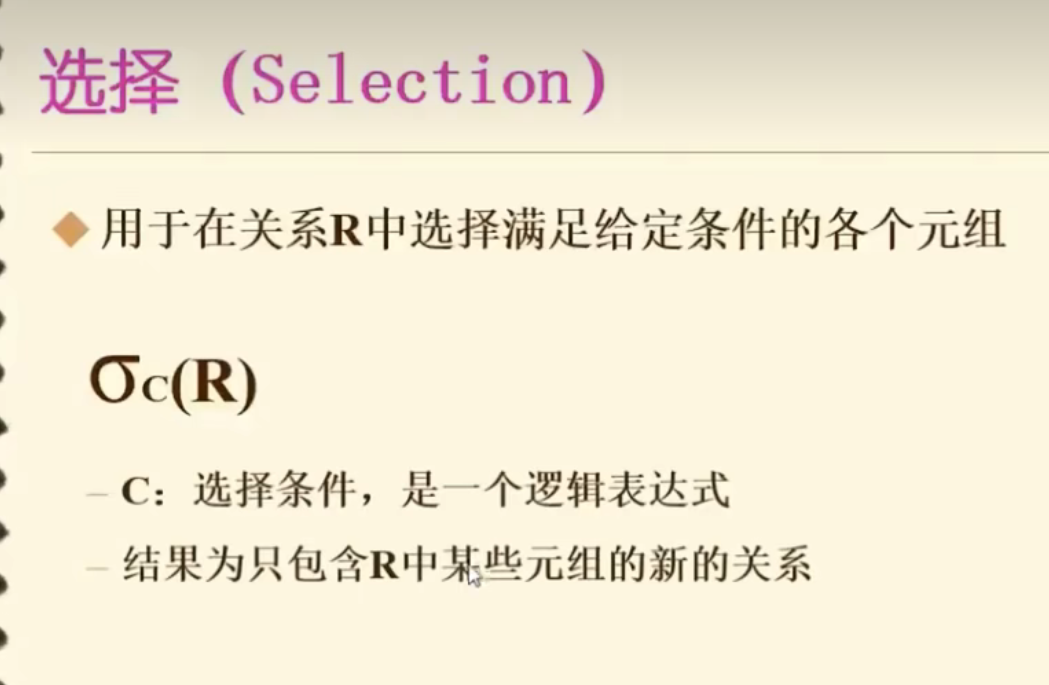 选择（Selection）
用于在关系R中选择满足给定条件的各个元组
σC(R)
– C：选择条件，是一个逻辑表达式
– 结果为只包含R中某些元组的新的关系